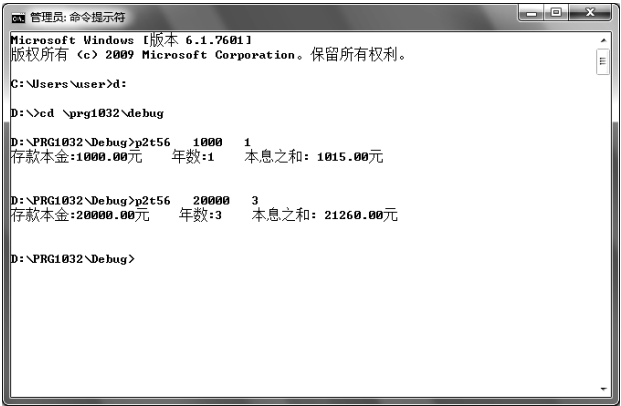 管理员: 命令提示符
Microsoft Windows [版本 6.1.7601]
版权所有 (c) 2009 Microsoft Corporation。保留所有权利。
C:\Users\user>d:
D:\>cd \prg1032\debug
D:\PRG1032\Debug>p2t56   1000   1
存款本金:1000.00元    年数:1    本息之和: 1015.00元
D:\PRG1032\Debug>p2t56   20000   3
存款本金:20000.00元    年数:3    本息之和: 21260.00元
D:\PRG1032\Debug>